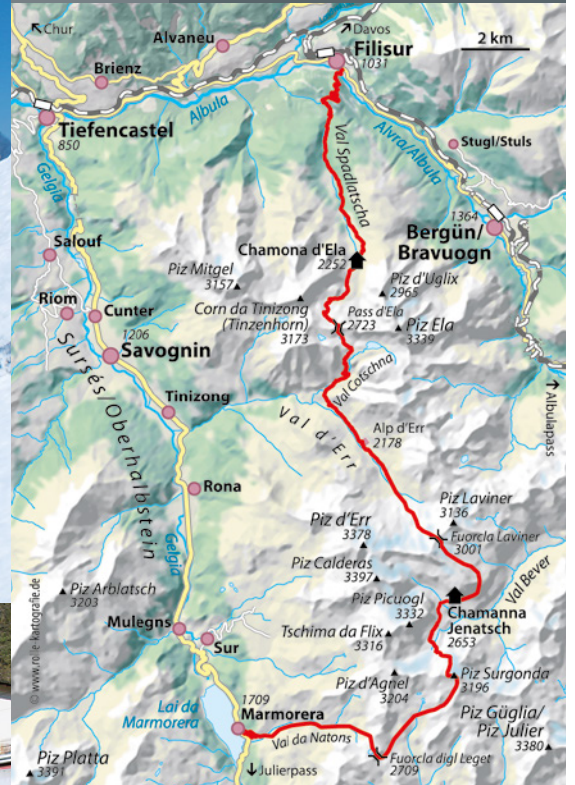 Chur
Alvaneu
Davos
Filisur
1031
2 km
Brienz
Albula
Tiefencastel
850
Val Spadlatscha
Alvra/Albula
Stugl/Stuls
Gelgia
1364
Bergün/
Bravuogn
Salouf
Chamona d'Ela
2252
Piz Mitgel
3157
Piz d'Uglix
2965
Riom
Cunter
Corn da Tinizong
(Tinzenhorn)
3173
Pass d'Ela
2723
Piz Ela
3339
1206
Savognin
Sursés/Oberhalbstein
Val Cotschna
Albulapass
Tinizong
Val d'Err
Alp d'Err
2178
Rona
Piz Laviner
3136
Piz d'Err
3378
Fuorcla Laviner
3001
Gelgia
Piz Calderas
3397
Val Bever
Piz Arblatsch
3203
Piz Picuogl
3332
Chamanna
Jenatsch
2653
Mulegns
Sur
Tschima da Flix
3316
Piz d'Agnel
3204
Piz Surgonda
3196
Lai da
Marmorera
1709
Marmorera
Piz Güglia/
Piz Julier
3380
Val da Natons
Piz Platta
3391
Julierpass
Fuorcla digl Leget
2709
© www.rolle-kartografie.de